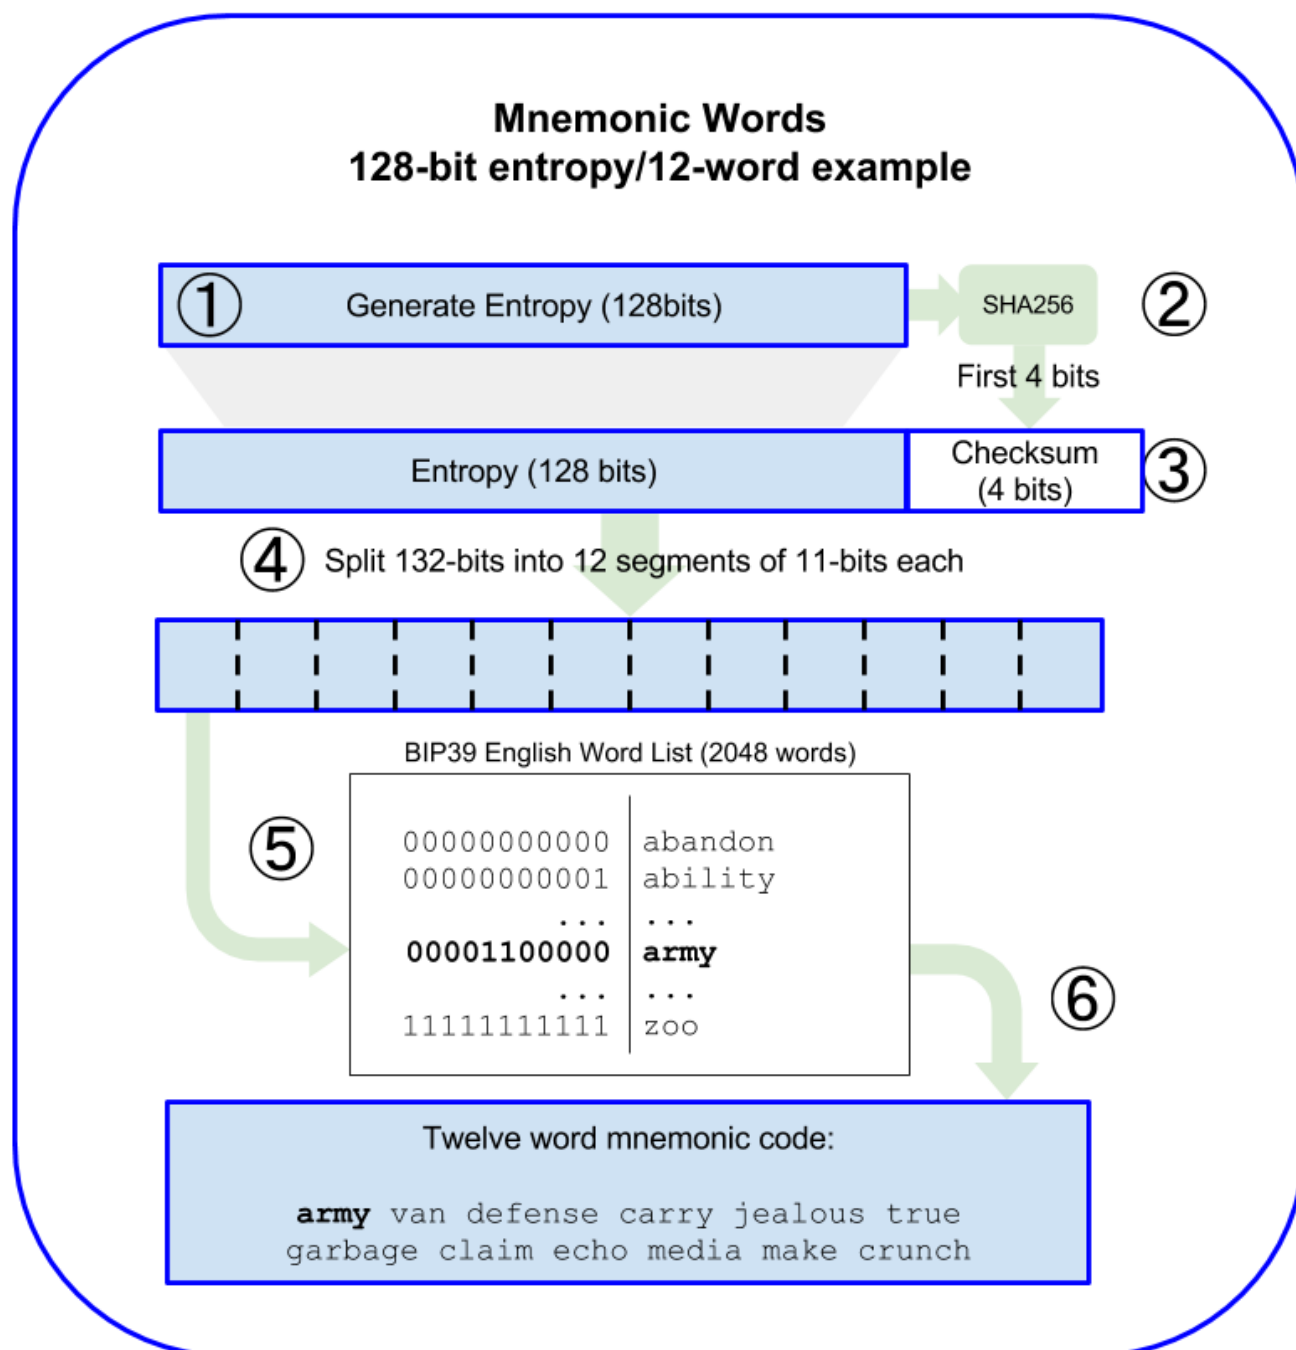 Mnemonic Words
128-bit entropy/12-word example
① Generate Entropy (128bits)
SHA256
②
First 4 bits
Entropy (128 bits)
Checksum
(4 bits)
③
④ Split 132-bits into 12 segments of 11-bits each
BIP39 English Word List (2048 words)
⑤
00000000000 abandon
00000000001 ability
... ...
00001100000 army
... ...
11111111111 zoo
⑥
Twelve word mnemonic code:
army van defense carry jealous true
garbage claim echo media make crunch